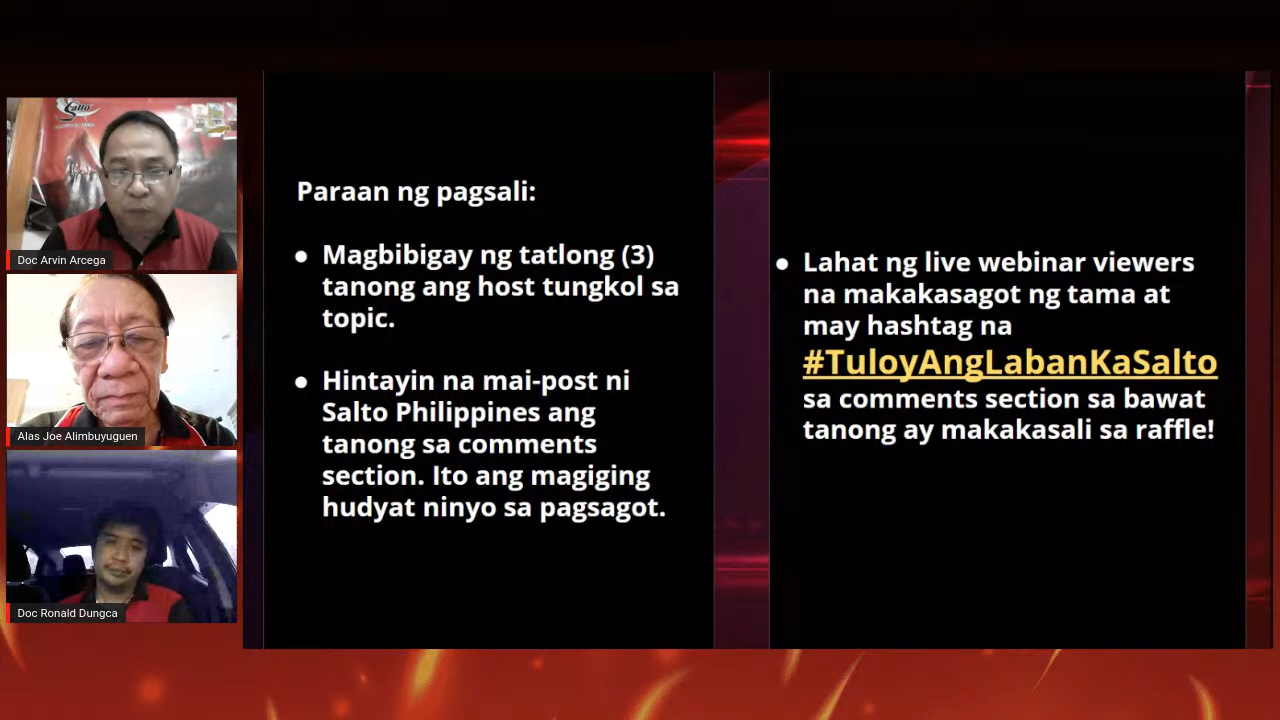 Salto
Doc Arvin Arcega
Alas Joe Alimbuyuguen
Doc Ronald Dungca
Paraan ng pagsali:
● Magbibigay ng tatlong (3)
tanong ang host tungkol sa
topic.
● Hintayin na mai-post ni
Salto Philippines ang
tanong sa comments
section. Ito ang magiging
hudyat ninyo sa pagsagot.
● Lahat ng live webinar viewers
na makakasagot ng tama at
may hashtag na
#TuloyAngLabanKaSalto
sa comments section sa bawat
tanong ay makakasali sa raffle!